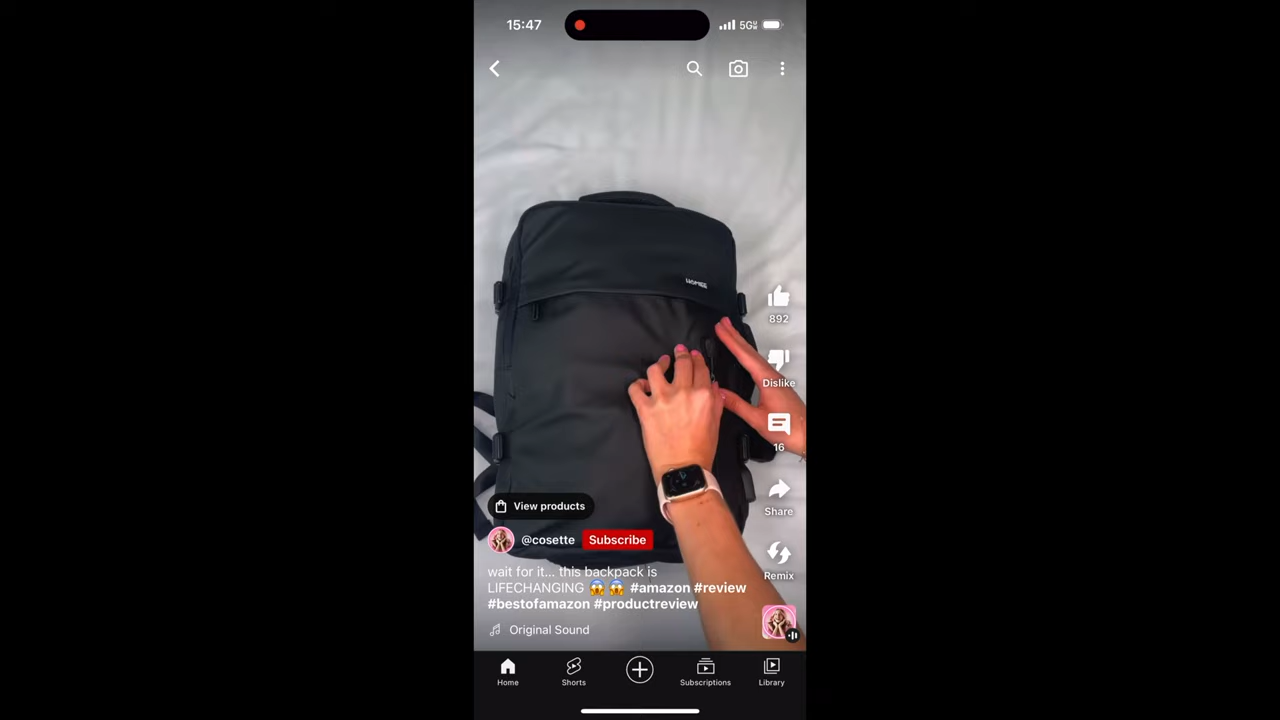 15:47
5G
892
Dislike
16
Share
View products
@cosette
Subscribe
wait for it... this backpack is
LIFECHANGING 😱😱 #amazon #review
#bestofamazon #productreview
Remix
Original Sound
Home
Shorts
Subscriptions
Library